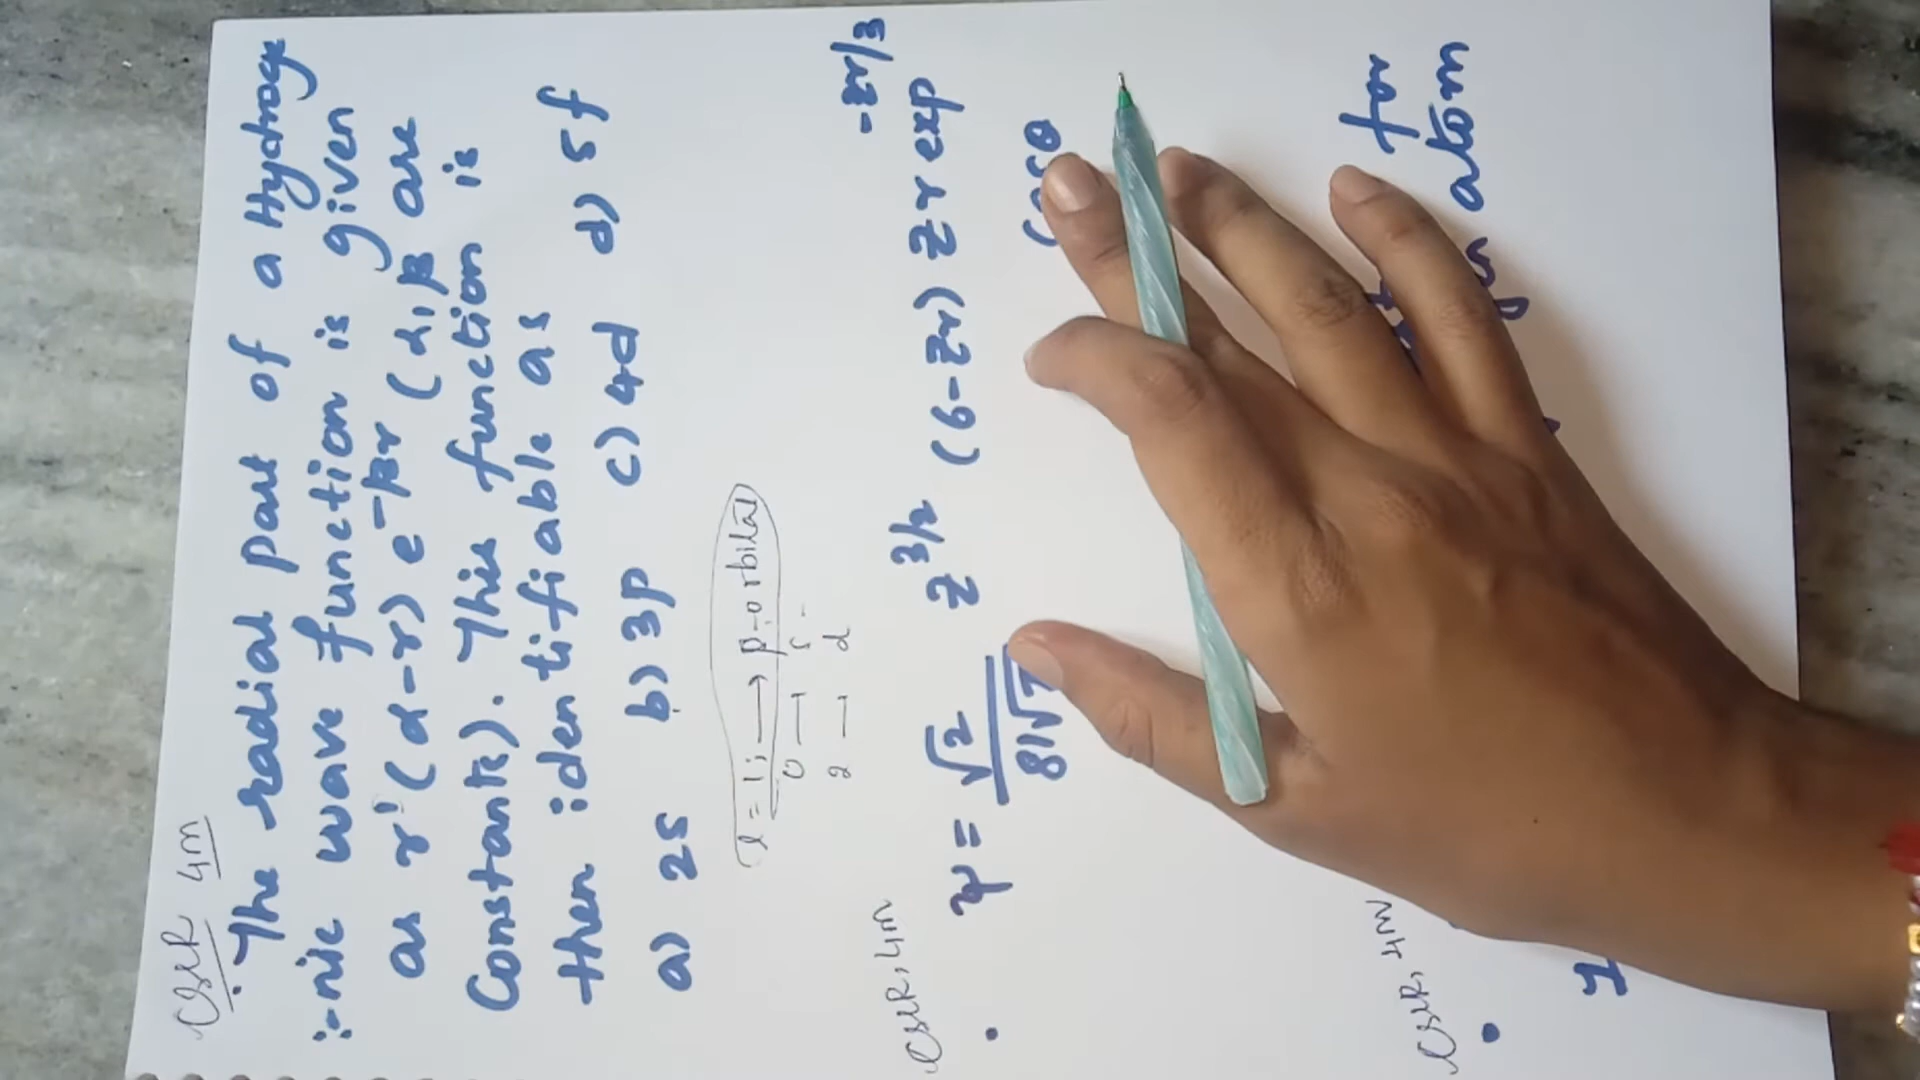 CSIR 4m
• The radial part of a Hydroge
:-nic wave function is given
as r¹(α-r) e^-βr (α,β are
Constants). This function is
then identifiable as
a) 2s b) 3p c) 4d d) 5f
l = 1; → p-orbital
0 → s
2 → d
CSIR, 4m
• ψ = √2/81√ Z^3/2 (6-Zr) Zr exp^-Zr/3
Cosθ
CSIR, 4m
• for
atom